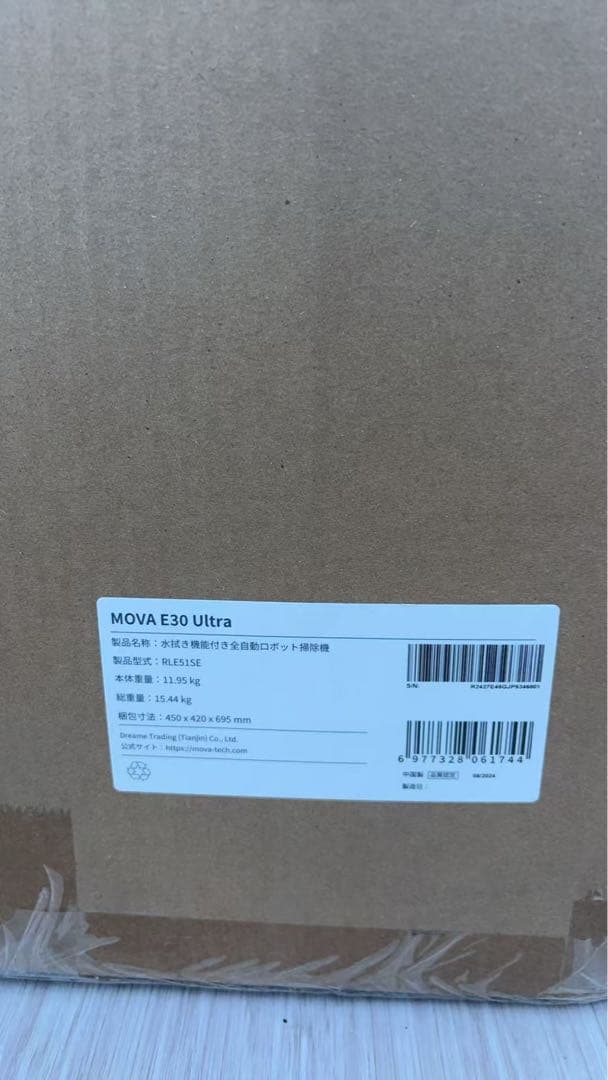 MOVA E30 Ultra
製品名称：水拭き機能付き全自動ロボット掃除機
製品型式：RLE51SE
本体重量：11.95 kg
総重量：15.44 kg
梱包寸法：450 x 420 x 695 mm
Dreame Trading (Tianjin) Co., Ltd.
公式サイト：https://mova-tech.com
S/N:
6 977328 061744
中国製 08/2024
製造社：